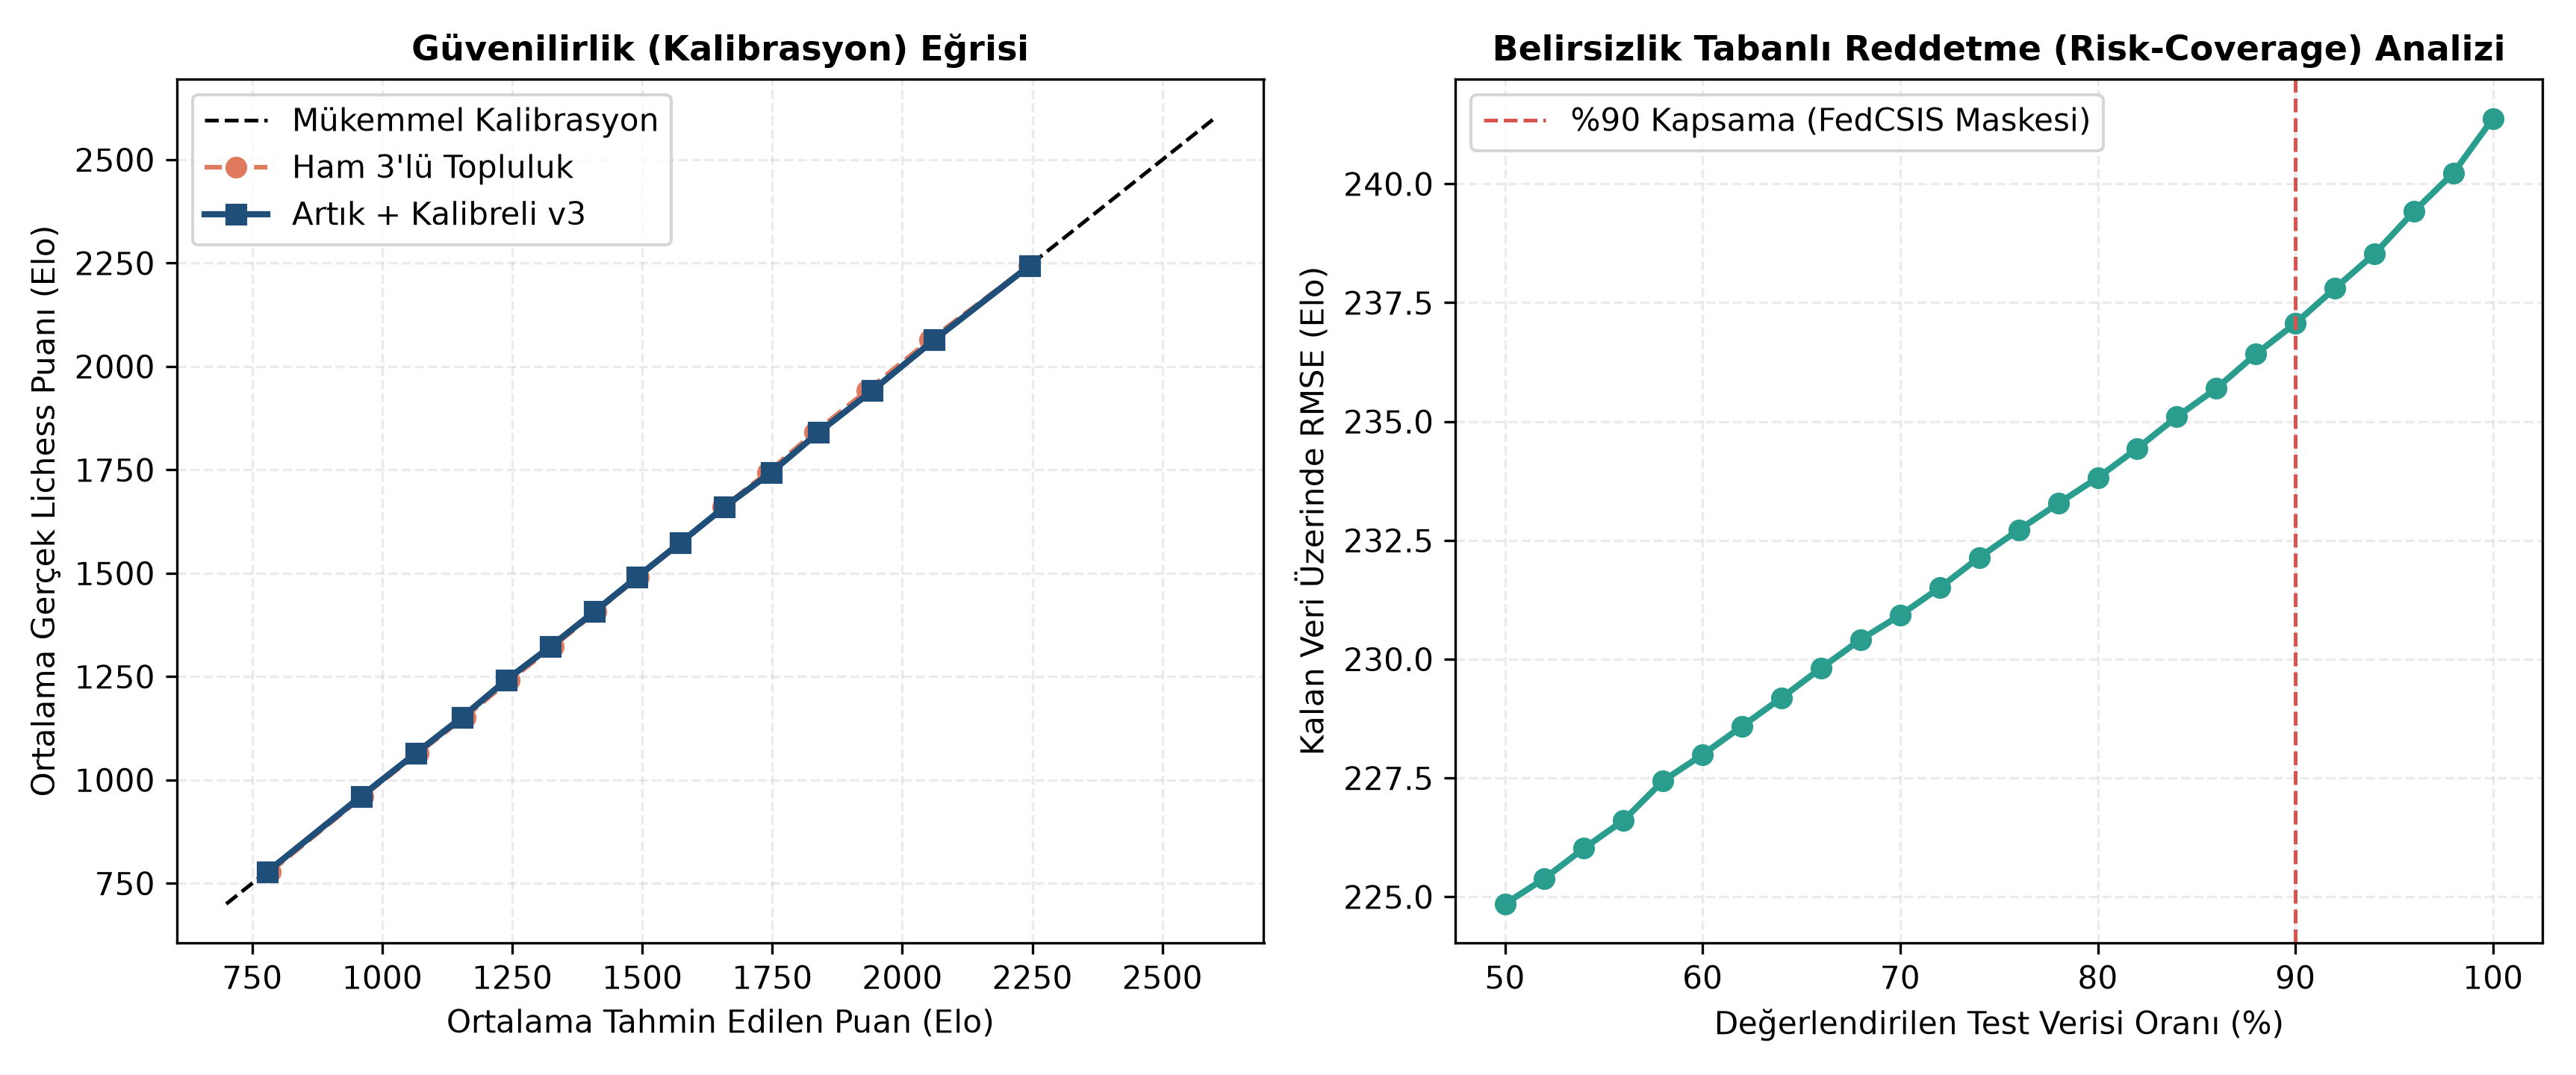 Güvenilirlik (Kalibrasyon) Eğrisi
Mükemmel Kalibrasyon
Ham 3'lü Topluluk
Artık + Kalibreli v3
Ortalama Gerçek Lichess Puanı (Elo)
2500
2250
2000
1750
1500
1250
1000
750
750 1000 1250 1500 1750 2000 2250 2500
Ortalama Tahmin Edilen Puan (Elo)
Belirsizlik Tabanlı Reddetme (Risk-Coverage) Analizi
%90 Kapsama (FedCSIS Maskesi)
Kalan Veri Üzerinde RMSE (Elo)
240.0
237.5
235.0
232.5
230.0
227.5
225.0
50 60 70 80 90 100
Değerlendirilen Test Verisi Oranı (%)